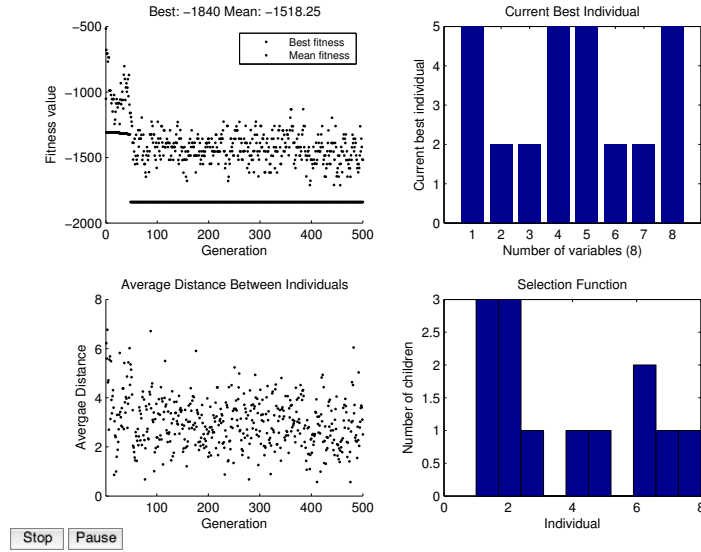 Best: −1840 Mean: −1518.25
−500
−1000
−1500
−2000
Fitness value
Best fitness
Mean fitness
0 100 200 300 400 500
Generation
Current Best Individual
5
4
3
2
1
0
Current best individual
1 2 3 4 5 6 7 8
Number of variables (8)
Average Distance Between Individuals
8
6
4
2
0
Avergae Distance
100 200 300 400 500
Generation
Selection Function
3
2.5
2
1.5
1
0.5
0
Number of children
0 2 4 6 8
Individual
Stop Pause